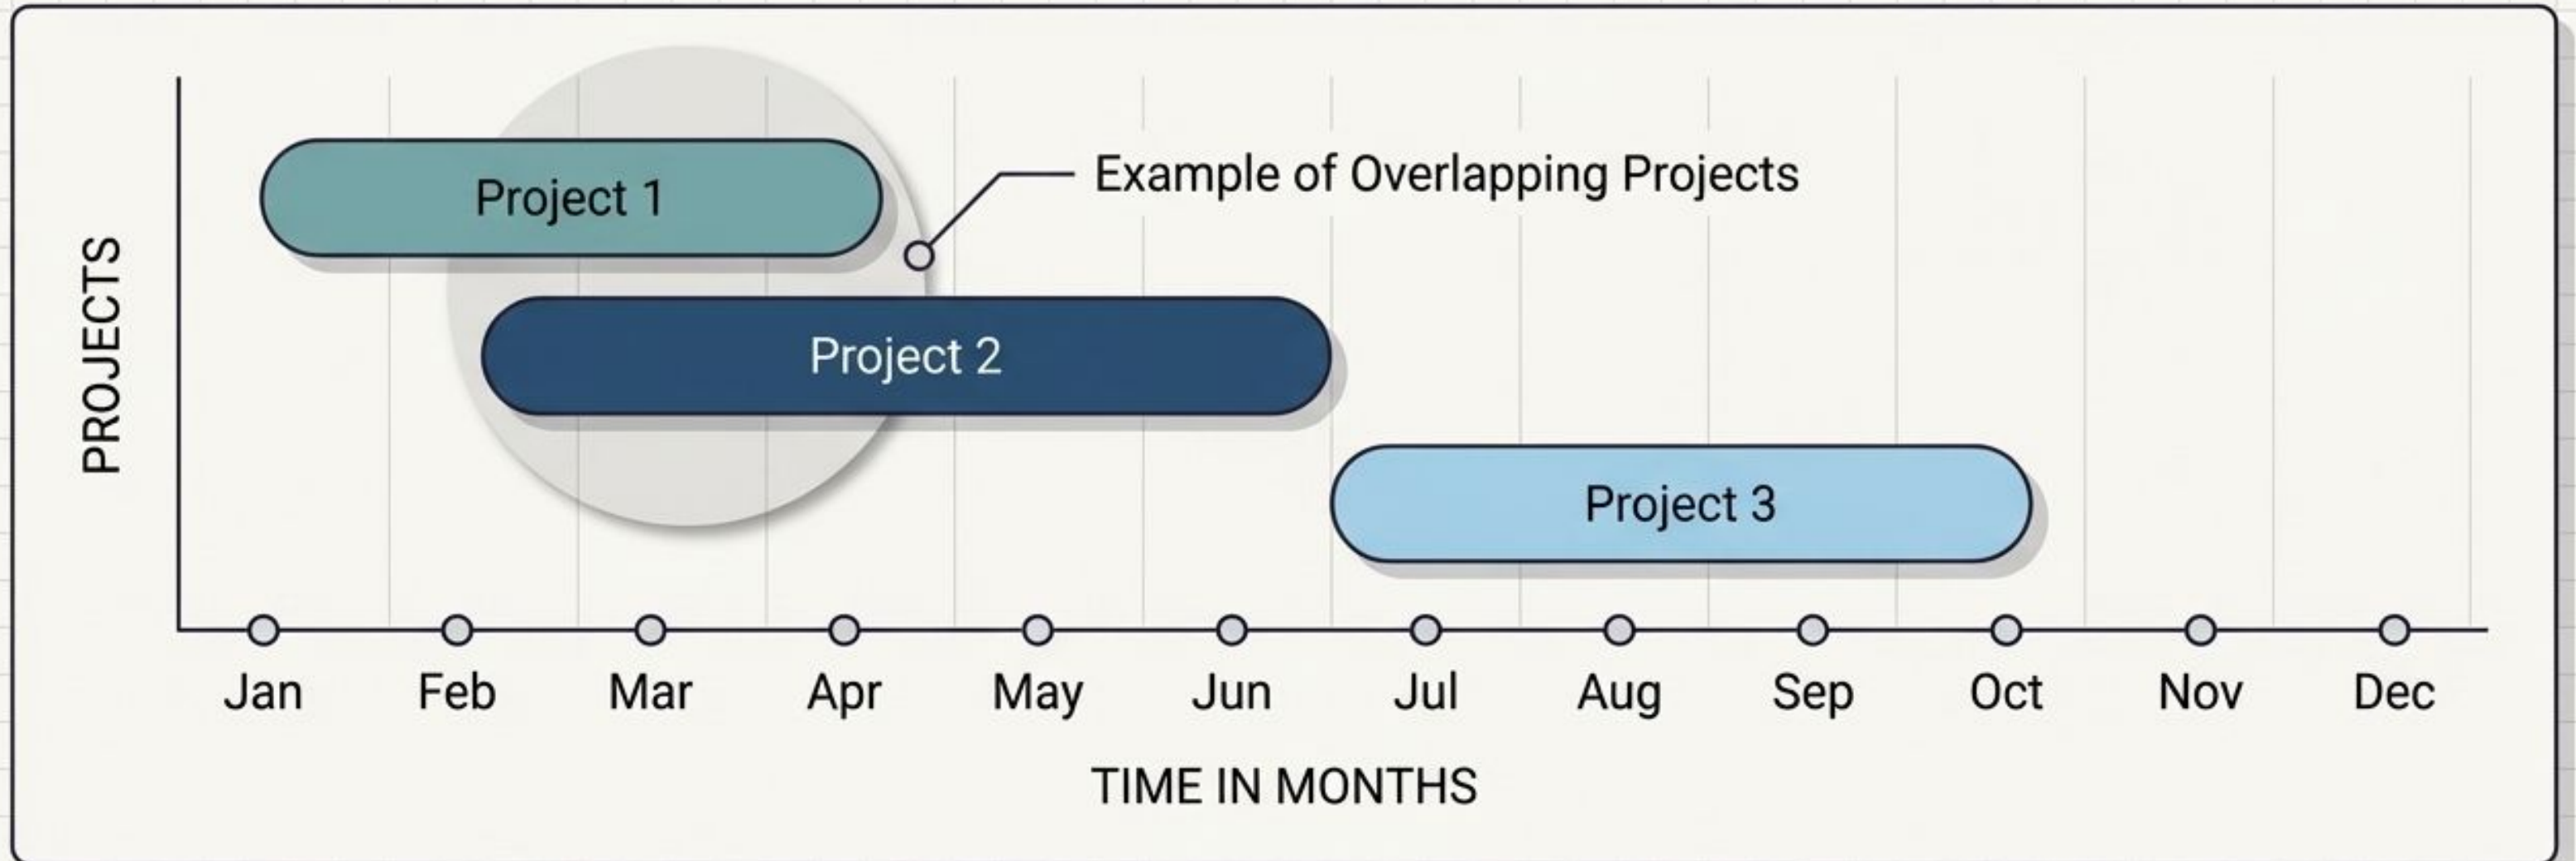 Project 1
Example of Overlapping Projects
Project 2
Project 3
PROJECTS
Jan Feb Mar Apr May Jun Jul Aug Sep Oct Nov Dec
TIME IN MONTHS